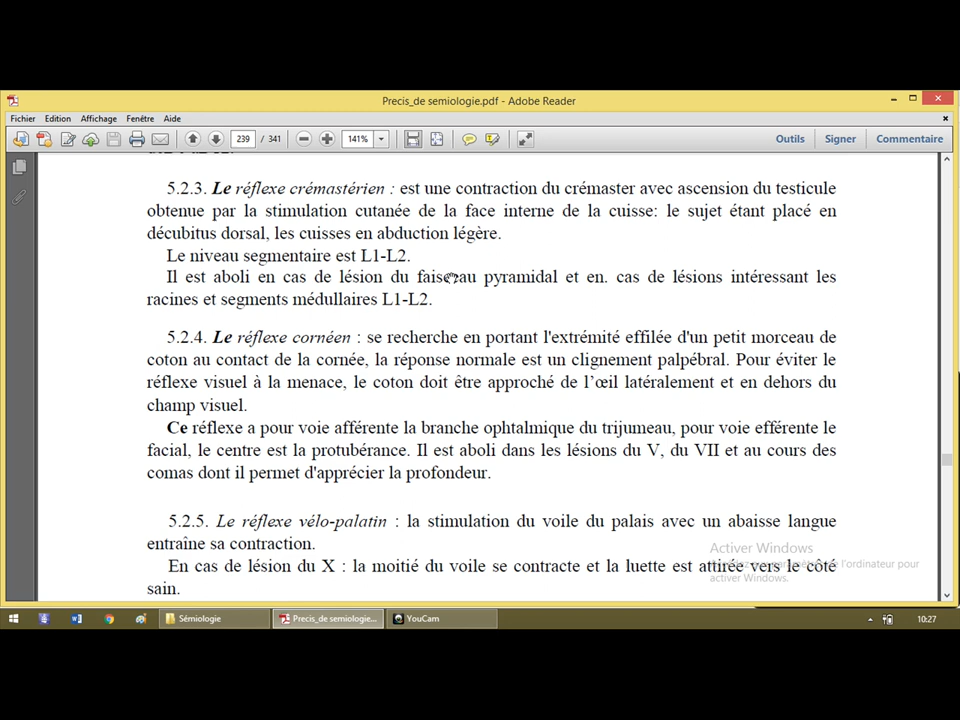 Precis_de semiologie.pdf - Adobe Reader
Fichier Edition Affichage Fenêtre Aide
239 / 341 141% Outils Signer Commentaire
5.2.3. Le réflexe crémastérien : est une contraction du crémaster avec ascension du testicule
obtenue par la stimulation cutanée de la face interne de la cuisse: le sujet étant placé en
décubitus dorsal, les cuisses en abduction légère.
Le niveau segmentaire est L1-L2.
Il est aboli en cas de lésion du faisceau pyramidal et en. cas de lésions intéressant les
racines et segments médullaires L1-L2.
5.2.4. Le réflexe cornéen : se recherche en portant l'extrémité effilée d'un petit morceau de
coton au contact de la cornée, la réponse normale est un clignement palpébral. Pour éviter le
réflexe visuel à la menace, le coton doit être approché de l’œil latéralement et en dehors du
champ visuel.
Ce réflexe a pour voie afférente la branche ophtalmique du trijumeau, pour voie efférente le
facial, le centre est la protubérance. Il est aboli dans les lésions du V, du VII et au cours des
comas dont il permet d'apprécier la profondeur.
5.2.5. Le réflexe vélo-palatin : la stimulation du voile du palais avec un abaisse langue
entraîne sa contraction.
Activer Windows
En cas de lésion du X : la moitié du voile se contracte et la luette est attirée vers le côté
sain.
l'ordinateur pour
activer Windows.
Sémiologie Precis_de semiologie... YouCam 10:27